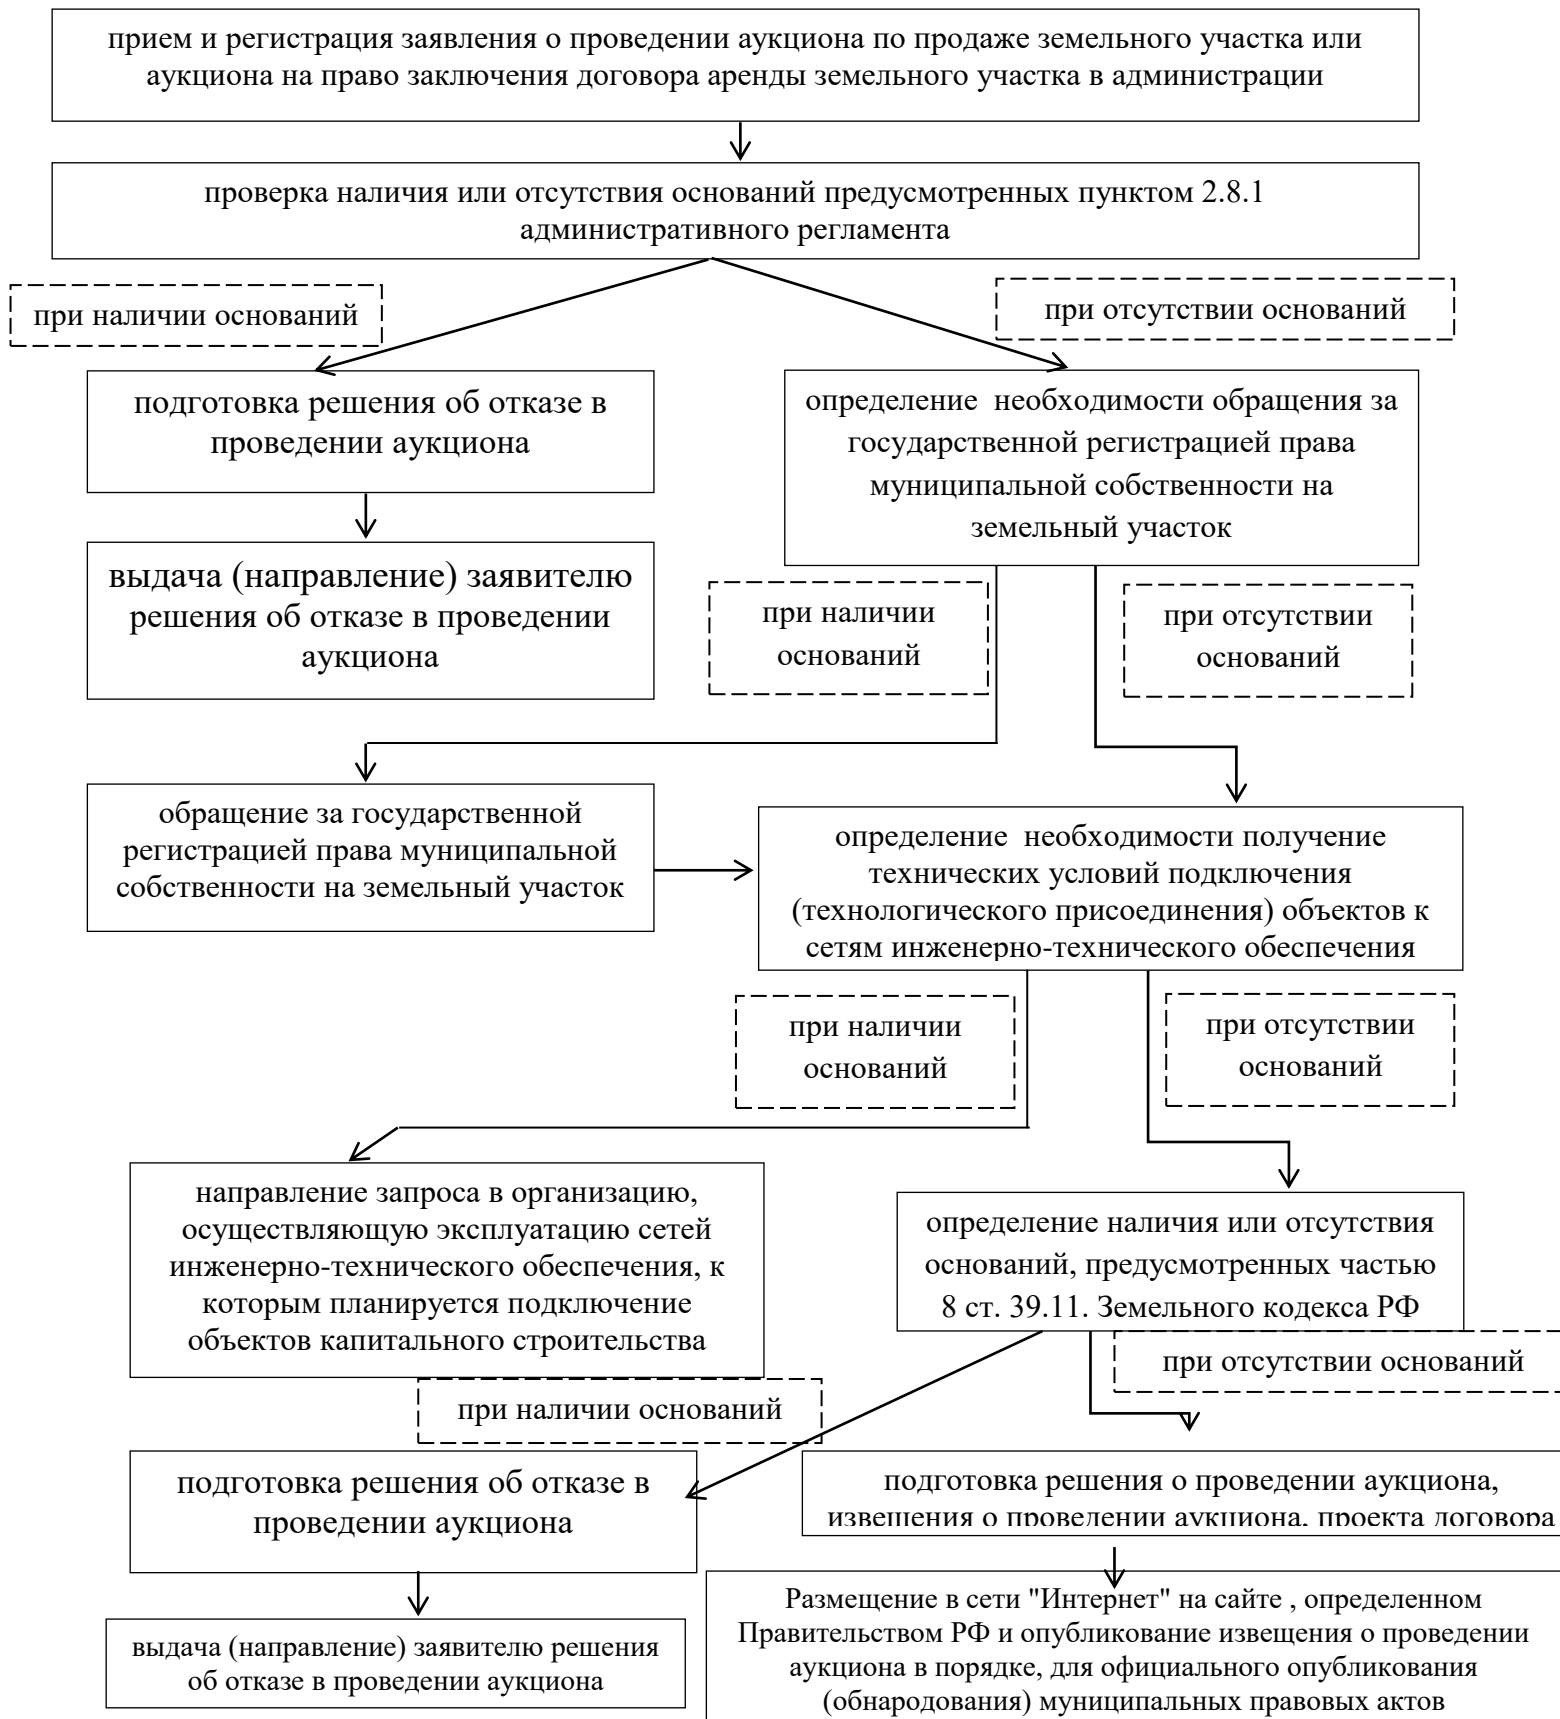 прием и регистрация заявления о проведении аукциона по продаже земельного участка или
аукциона на право заключения договора аренды земельного участка в администрации
проверка наличия или отсутствия оснований предусмотренных пунктом 2.8.1
административного регламента
при наличии оснований
при отсутствии оснований
подготовка решения об отказе в
проведении аукциона
определение необходимости обращения за
государственной регистрацией права
муниципальной собственности на
земельный участок
выдача (направление) заявителю
решения об отказе в проведении
аукциона
при наличии
оснований
при отсутствии
оснований
обращение за государственной
регистрацией права муниципальной
собственности на земельный участок
определение необходимости получение
технических условий подключения
(технологического присоединения) объектов к
сетям инженерно-технического обеспечения
при наличии
оснований
при отсутствии
оснований
направление запроса в организацию,
осуществляющую эксплуатацию сетей
инженерно-технического обеспечения, к
которым планируется подключение
объектов капитального строительства
определение наличия или отсутствия
оснований, предусмотренных частью
8 ст. 39.11. Земельного кодекса РФ
при отсутствии оснований
при наличии оснований
подготовка решения об отказе в
проведении аукциона
подготовка решения о проведении аукциона,
извещения о проведении аукциона, проекта договора
выдача (направление) заявителю решения
об отказе в проведении аукциона
Размещение в сети "Интернет" на сайте , определенном
Правительством РФ и опубликование извещения о проведении
аукциона в порядке, для официального опубликования
(обнародования) муниципальных правовых актов